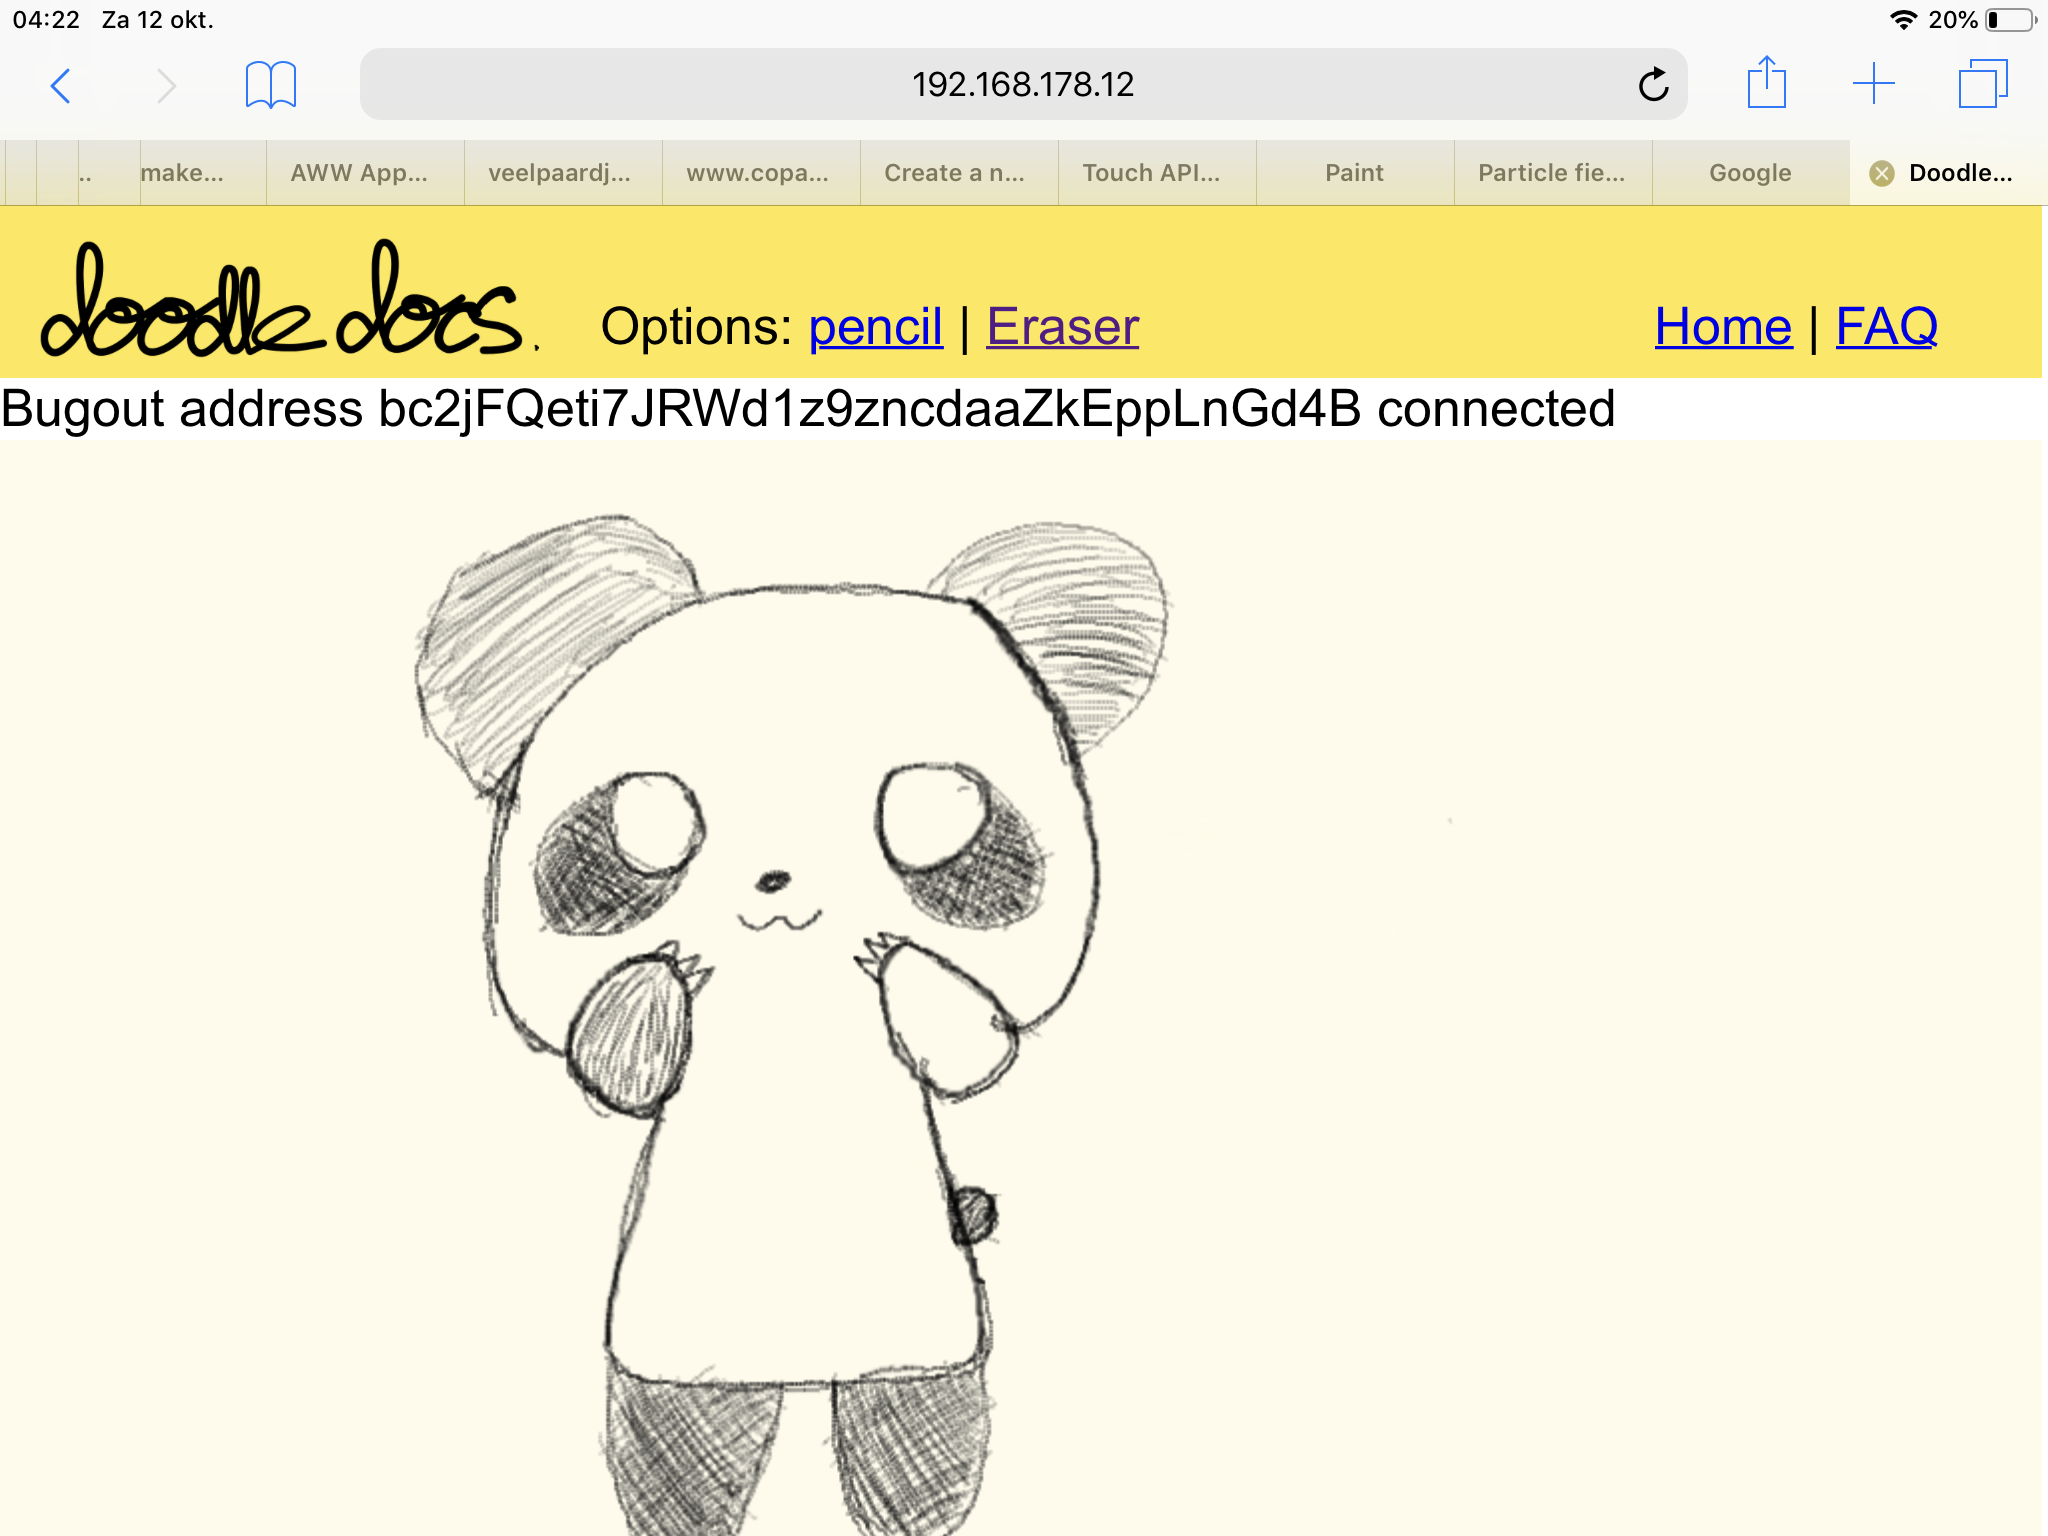 04:22 Za 12 okt. 20%
192.168.178.12
.. make... AWW App... veelpaardj... www.copa... Create a n... Touch API... Paint Particle fie... Google Doodle...
doodle docs. Options: pencil | Eraser Home | FAQ
Bugout address bc2jFQeti7JRWd1z9zncdaaZkEppLnGd4B connected